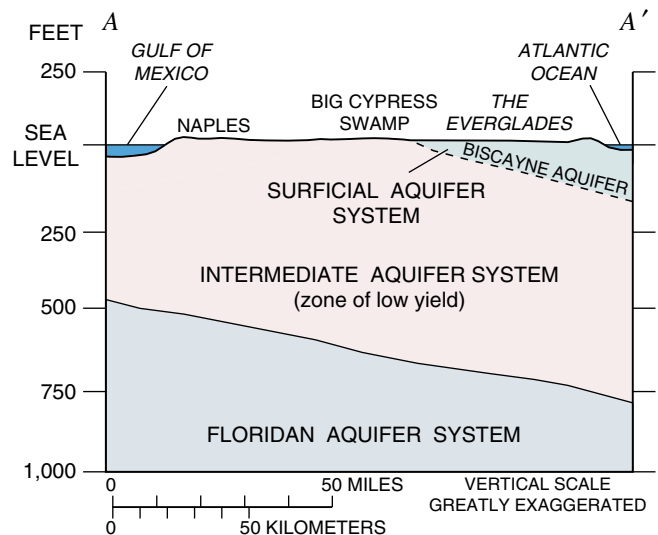 A
A′
FEET
GULF OF
MEXICO
ATLANTIC
OCEAN
250
NAPLES
BIG CYPRESS
SWAMP
THE
EVERGLADES
SEA
LEVEL
BISCAYNE AQUIFER
SURFICIAL AQUIFER
SYSTEM
250
INTERMEDIATE AQUIFER SYSTEM
(zone of low yield)
500
750
FLORIDAN AQUIFER SYSTEM
1,000
0 50 MILES
VERTICAL SCALE
GREATLY EXAGGERATED
0 50 KILOMETERS